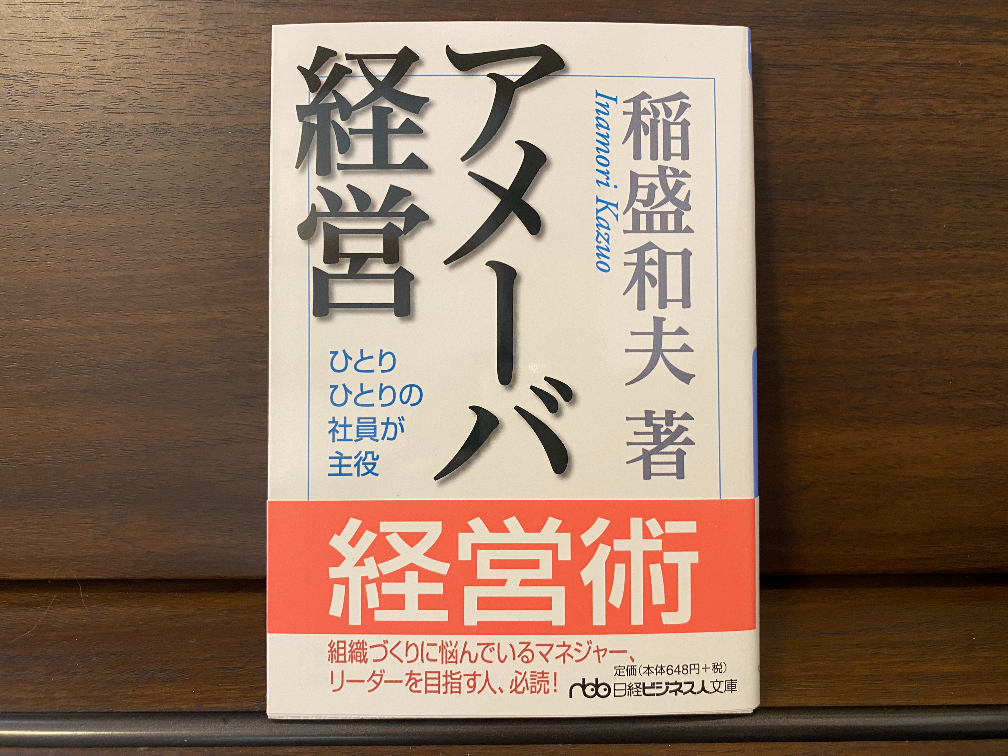 稲盛和夫 著
Inamori Kazuo
アメーバ
経営
ひとり
ひとりの
社員が
主役
経営術
組織づくりに悩んでいるマネジャー、
リーダーを目指す人、必読!
定価(本体648円+税)
nbb日経ビジネス人文庫